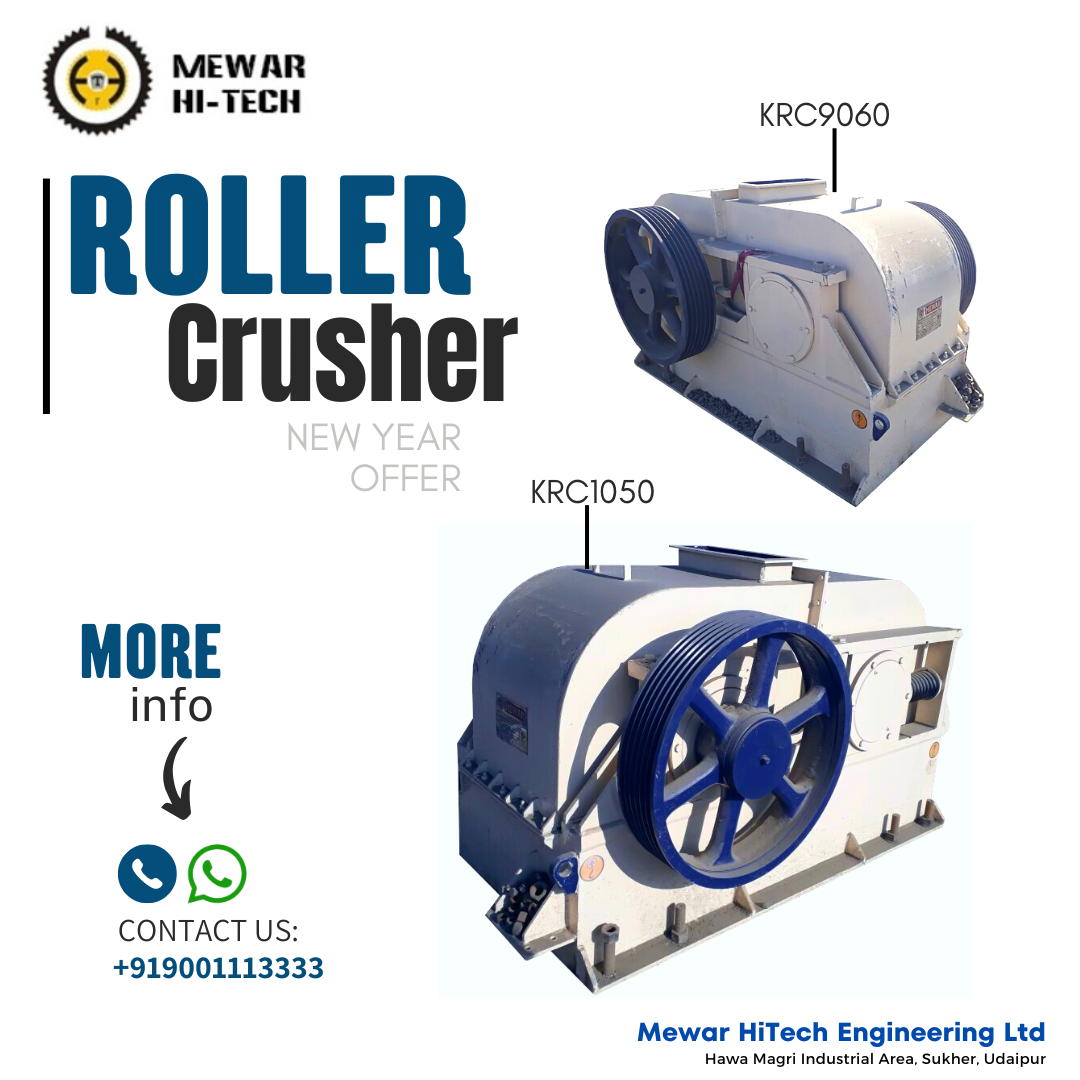 MEWAR
HI-TECH
KRC9060
ROLLER
Crusher
NEW YEAR
OFFER
KRC1050
MORE
info
CONTACT US:
+919001113333
Mewar HiTech Engineering Ltd
Hawa Magri Industrial Area, Sukher, Udaipur